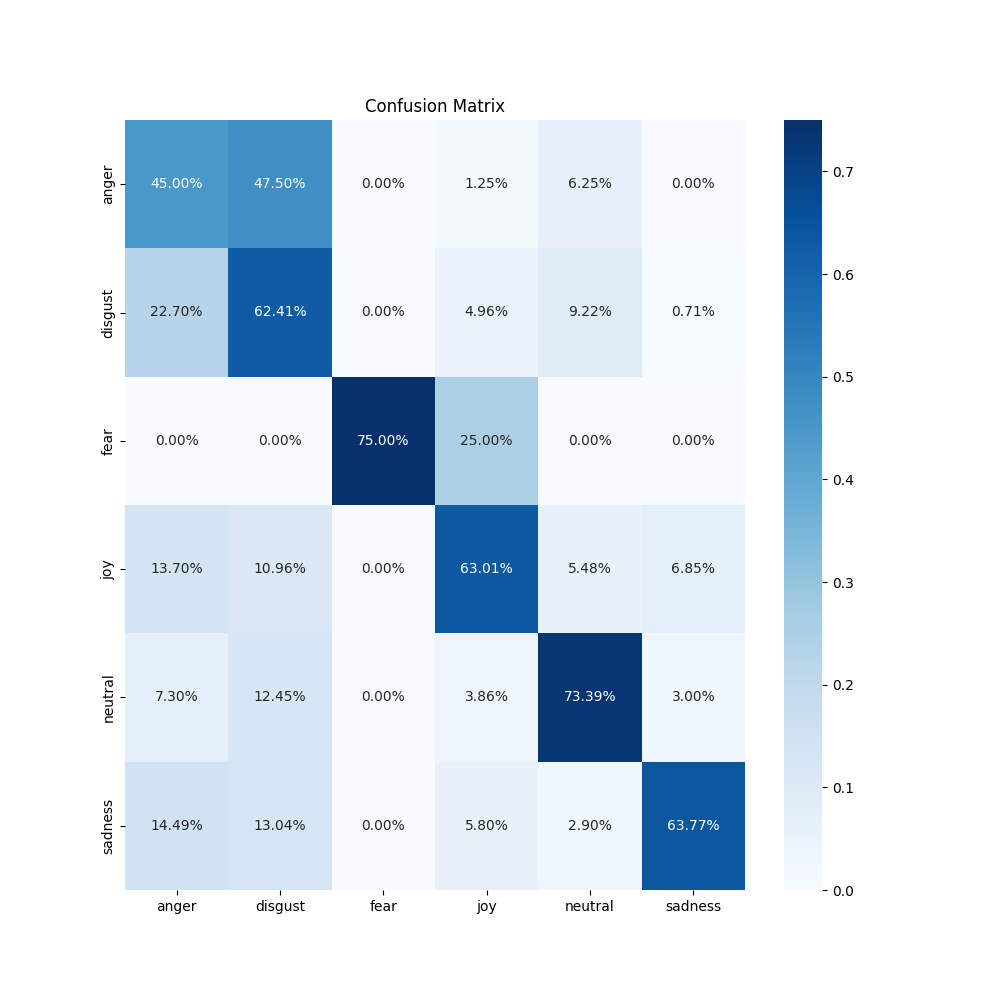 Confusion Matrix
anger 45.00% 47.50% 0.00% 1.25% 6.25% 0.00%
disgust 22.70% 62.41% 0.00% 4.96% 9.22% 0.71%
fear 0.00% 0.00% 75.00% 25.00% 0.00% 0.00%
joy 13.70% 10.96% 0.00% 63.01% 5.48% 6.85%
neutral 7.30% 12.45% 0.00% 3.86% 73.39% 3.00%
sadness 14.49% 13.04% 0.00% 5.80% 2.90% 63.77%
anger disgust fear joy neutral sadness
0.7
0.6
0.5
0.4
0.3
0.2
0.1
0.0